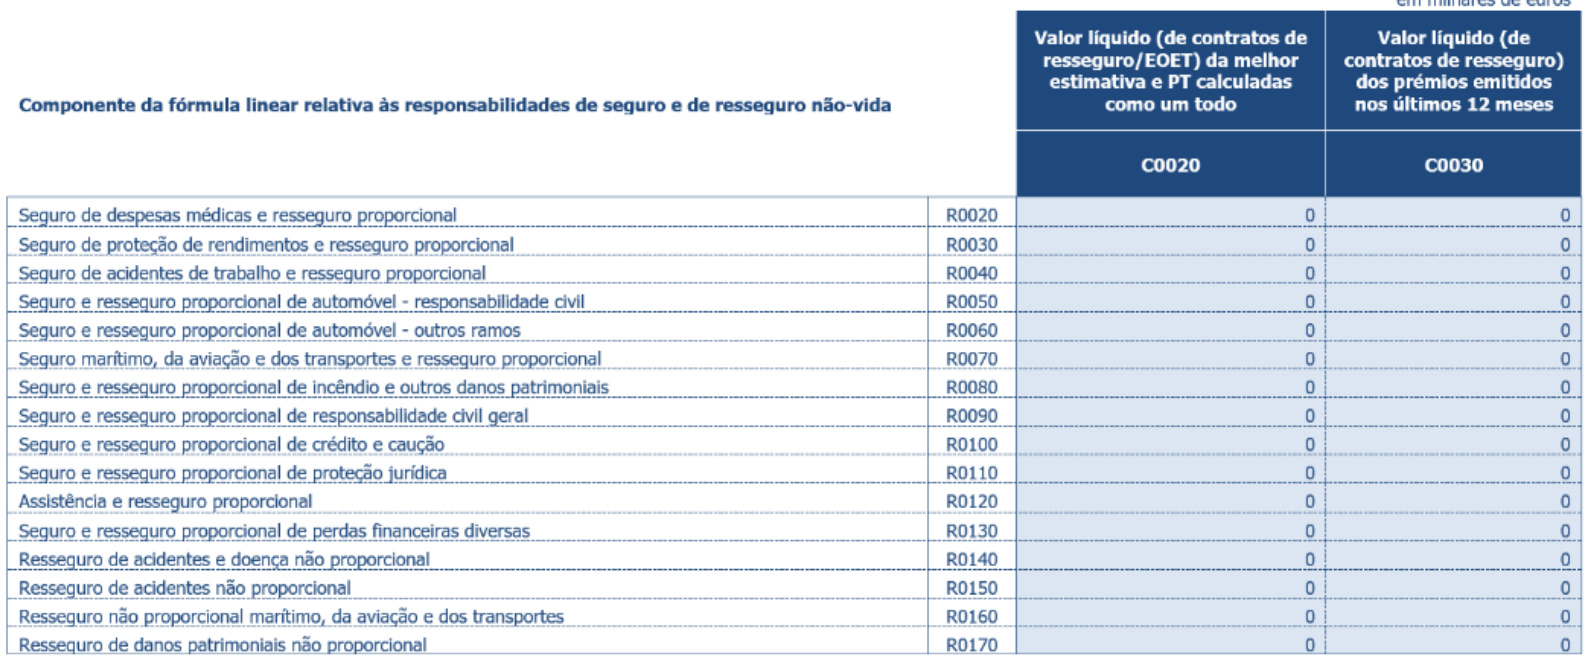 em milhares de euros
Componente da fórmula linear relativa às responsabilidades de seguro e de resseguro não-vida
Valor líquido (de contratos de
resseguro/EOET) da melhor
estimativa e PT calculadas
como um todo
Valor líquido (de
contratos de resseguro)
dos prémios emitidos
nos últimos 12 meses
C0020 C0030
Seguro de despesas médicas e resseguro proporcional R0020 0 0
Seguro de proteção de rendimentos e resseguro proporcional R0030 0 0
Seguro de acidentes de trabalho e resseguro proporcional R0040 0 0
Seguro e resseguro proporcional de automóvel - responsabilidade civil R0050 0 0
Seguro e resseguro proporcional de automóvel - outros ramos R0060 0 0
Seguro marítimo, da aviação e dos transportes e resseguro proporcional R0070 0 0
Seguro e resseguro proporcional de incêndio e outros danos patrimoniais R0080 0 0
Seguro e resseguro proporcional de responsabilidade civil geral R0090 0 0
Seguro e resseguro proporcional de crédito e caução R0100 0 0
Seguro e resseguro proporcional de proteção jurídica R0110 0 0
Assistência e resseguro proporcional R0120 0 0
Seguro e resseguro proporcional de perdas financeiras diversas R0130 0 0
Resseguro de acidentes e doença não proporcional R0140 0 0
Resseguro de acidentes não proporcional R0150 0 0
Resseguro não proporcional marítimo, da aviação e dos transportes R0160 0 0
Resseguro de danos patrimoniais não proporcional R0170 0 0